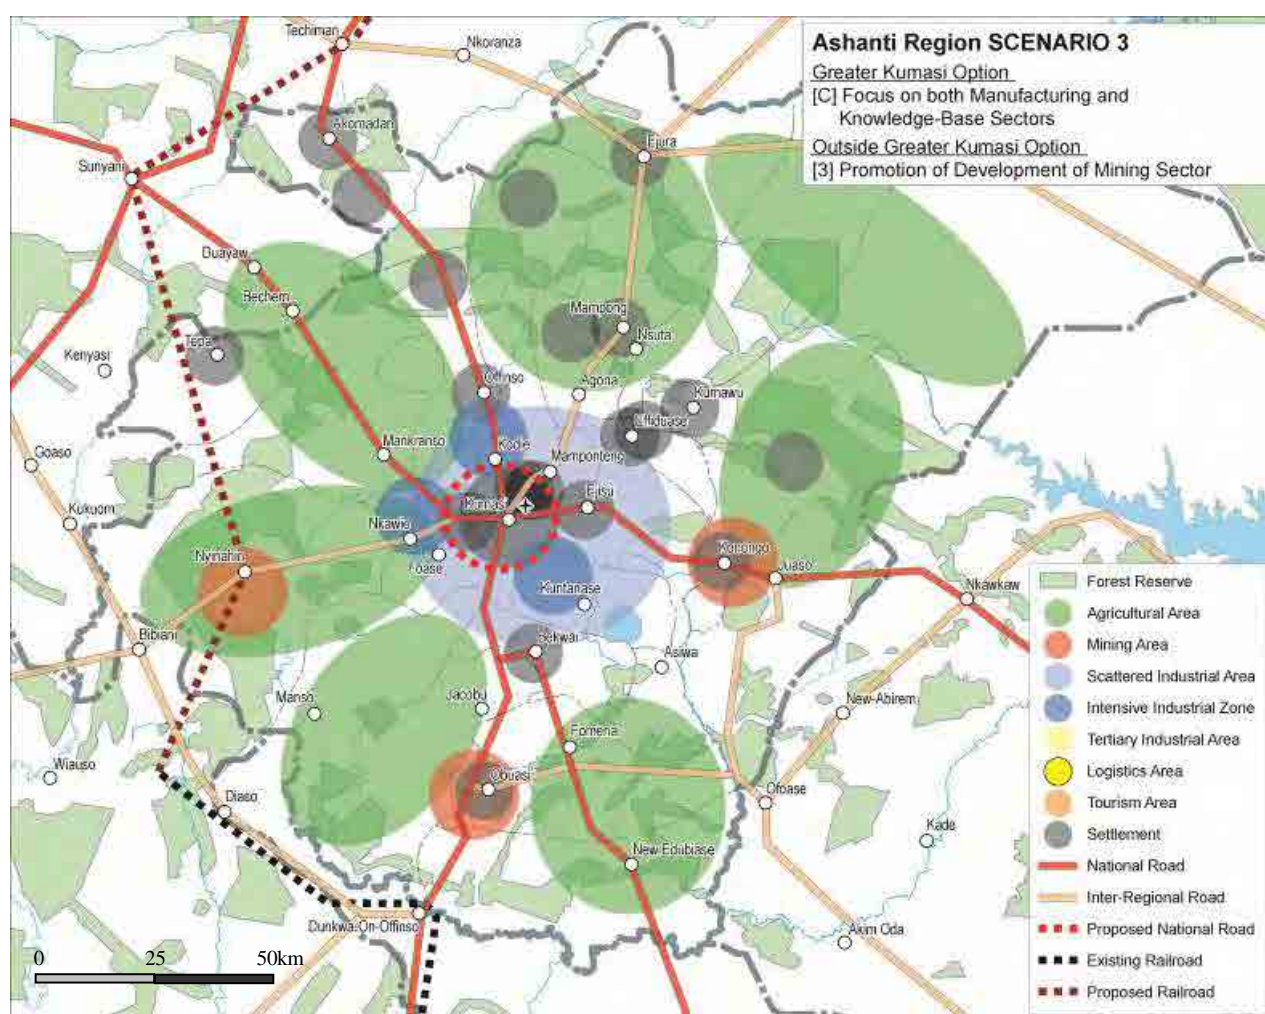 Ashanti Region SCENARIO 3
Greater Kumasi Option
[C] Focus on both Manufacturing and
Knowledge-Base Sectors
Outside Greater Kumasi Option
[3] Promotion of Development of Mining Sector
Techiman
Nkoranza
Akomadan
Ejura
Sunyani
Duayaw
Bechem
Mampong
Nsuta
Tepa
Kenyasi
Offinso
Agona
Kumawu
Effiduase
Mankranso
Kodie
Mamponteng
Goaso
Kumasi
Ejisu
Kukuom
Nkawie
Foase
Nyinahin
Konongo
Juaso
Kuntanase
Nkawkaw
Bibiani
Bekwai
Asiwa
Manso
Jacobu
New-Abirem
Fomena
Wiauso
Obuasi
Diaso
Ofoase
Kade
New Edubiase
Dunkwa-On-Offinso
Akim Oda
Forest Reserve
Agricultural Area
Mining Area
Scattered Industrial Area
Intensive Industrial Zone
Tertiary Industrial Area
Logistics Area
Tourism Area
Settlement
National Road
Inter-Regional Road
Proposed National Road
Existing Railroad
Proposed Railroad
0 25 50km